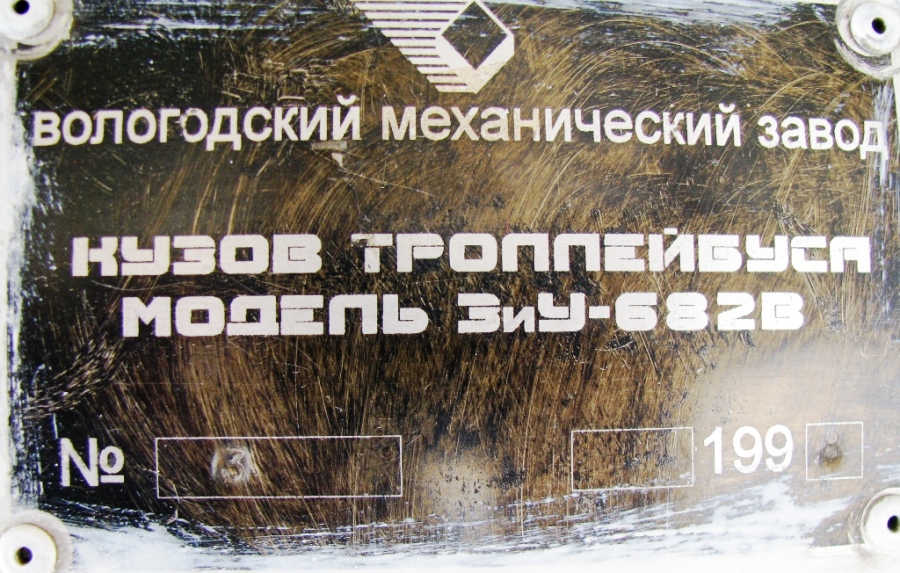 вологодский механический завод
КУЗОВ ТРОЛЛЕЙБУСА
МОДЕЛЬ ЗиУ-682В
№ 3 199